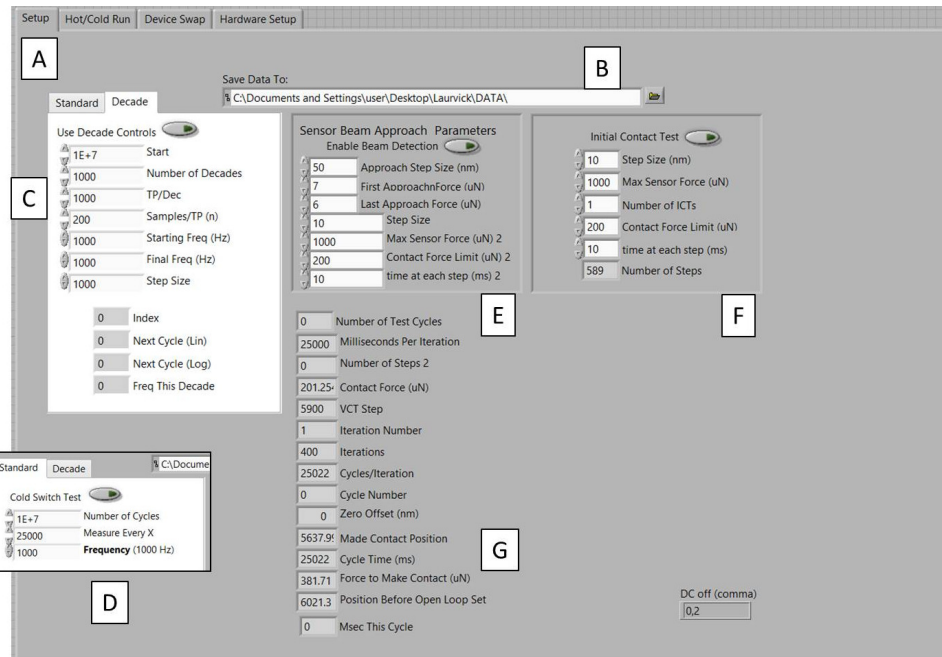 Setup Hot/Cold Run Device Swap Hardware Setup
A
B
Save Data To:
C:\Documents and Settings\user\Desktop\Laurvick\DATA\
Standard Decade
Use Decade Controls
1E+7 Start
1000 Number of Decades
1000 TP/Dec
200 Samples/TP (n)
1000 Starting Freq (Hz)
1000 Final Freq (Hz)
1000 Step Size
0 Index
0 Next Cycle (Lin)
0 Next Cycle (Log)
0 Freq This Decade
C
Sensor Beam Approach Parameters
Enable Beam Detection
50 Approach Step Size (nm)
7 First ApproachnForce (uN)
6 Last Approach Force (uN)
10 Step Size
1000 Max Sensor Force (uN) 2
200 Contact Force Limit (uN) 2
10 time at each step (ms) 2
E
Initial Contact Test
10 Step Size (nm)
1000 Max Sensor Force (uN)
1 Number of ICTs
200 Contact Force Limit (uN)
10 time at each step (ms)
589 Number of Steps
F
0 Number of Test Cycles
25000 Milliseconds Per Iteration
0 Number of Steps 2
201.254 Contact Force (uN)
5900 VCT Step
1 Iteration Number
400 Iterations
25022 Cycles/Iteration
0 Cycle Number
0 Zero Offset (nm)
5637.99 Made Contact Position
25022 Cycle Time (ms)
381.71 Force to Make Contact (uN)
6021.3 Position Before Open Loop Set
0 Msec This Cycle
G
Standard Decade C:\Docume
Cold Switch Test
1E+7 Number of Cycles
25000 Measure Every X
1000 Frequency (1000 Hz)
D
DC off (comma)
0,2